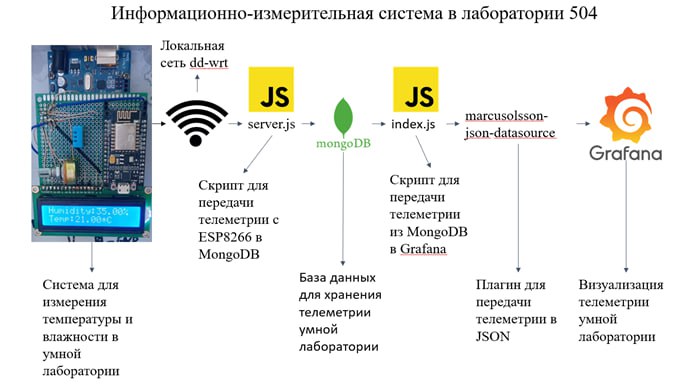 Информационно-измерительная система в лаборатории 504
Локальная
сеть dd-wrt
JS
server.js
mongoDB
JS
index.js
marcusolsson-
json-datasource
Grafana
Humidity:35.00%
Temp:21.00*C
Скрипт для
передачи
телеметрии с
ESP8266 в
MongoDB
Скрипт для
передачи
телеметрии
из MongoDB
в Grafana
Система для
измерения
температуры и
влажности в
умной
лаборатории
База данных
для хранения
телеметрии
умной
лаборатории
Плагин для
передачи
телеметрии в
JSON
Визуализация
телеметрии
умной
лаборатории